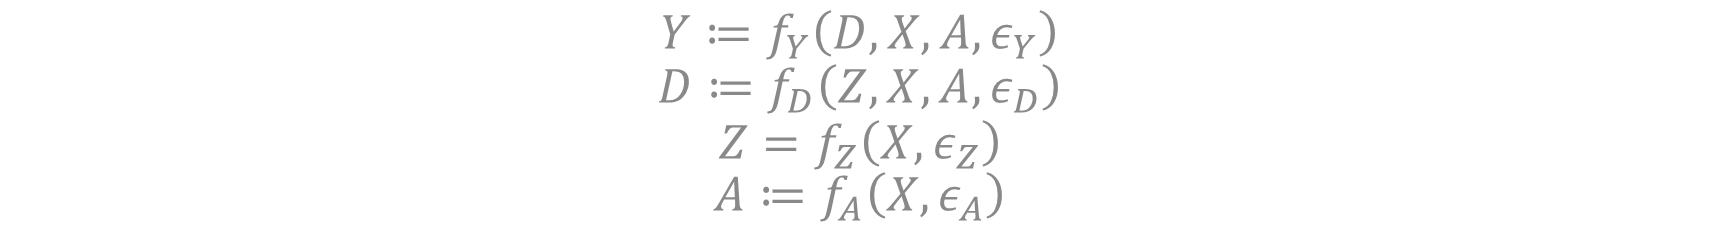 Y := f_Y(D, X, A, ϵ_Y)
D := f_D(Z, X, A, ϵ_D)
Z = f_Z(X, ϵ_Z)
A := f_A(X, ϵ_A)